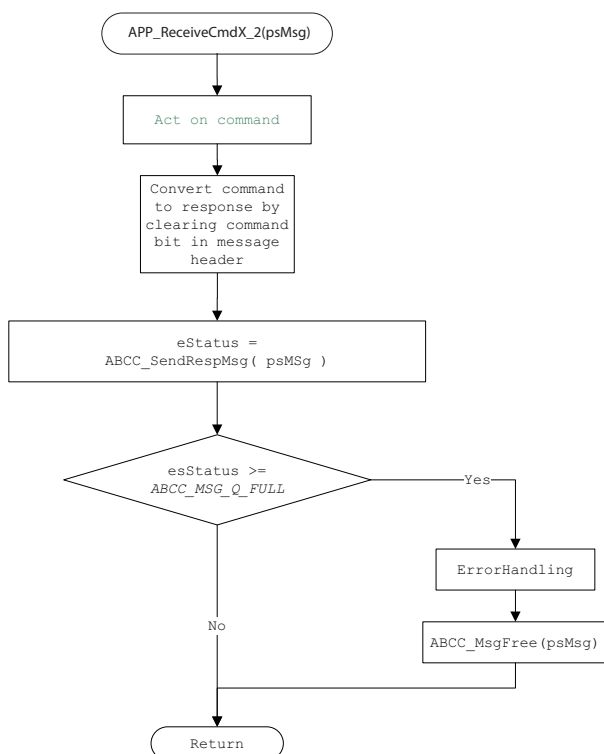 APP_ReceiveCmdX_2(psMsg)
Act on command
Convert command
to response by
clearing command
bit in message
header
eStatus =
ABCC_SendRespMsg( psMSg )
esStatus >=
ABCC_MSG_Q_FULL
Yes
ErrorHandling
No
ABCC_MsgFree(psMsg)
Return